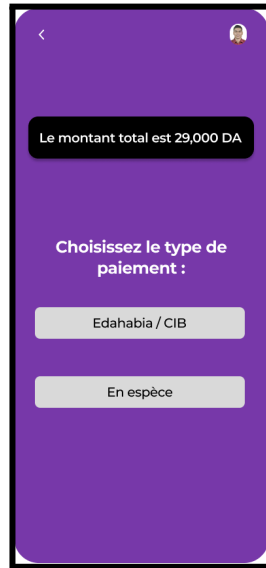 Le montant total est 29,000 DA
Choisissez le type de
paiement :
Edahabia / CIB
En espèce